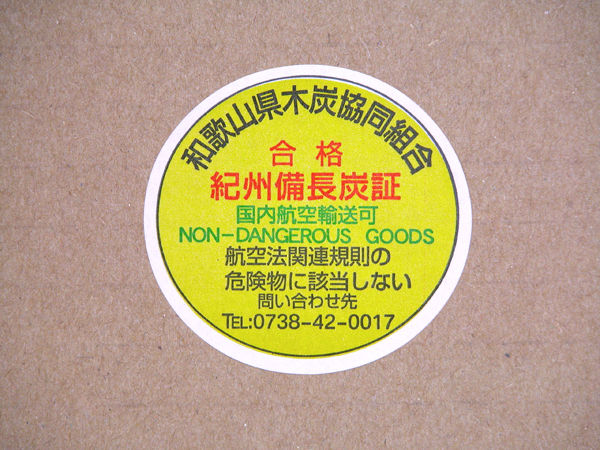 和歌山県木炭協同組合
合格
紀州備長炭証
国内航空輸送可
NON-DANGEROUS GOODS
航空法関連規則の
危険物に該当しない
問い合わせ先
TEL:0738-42-0017